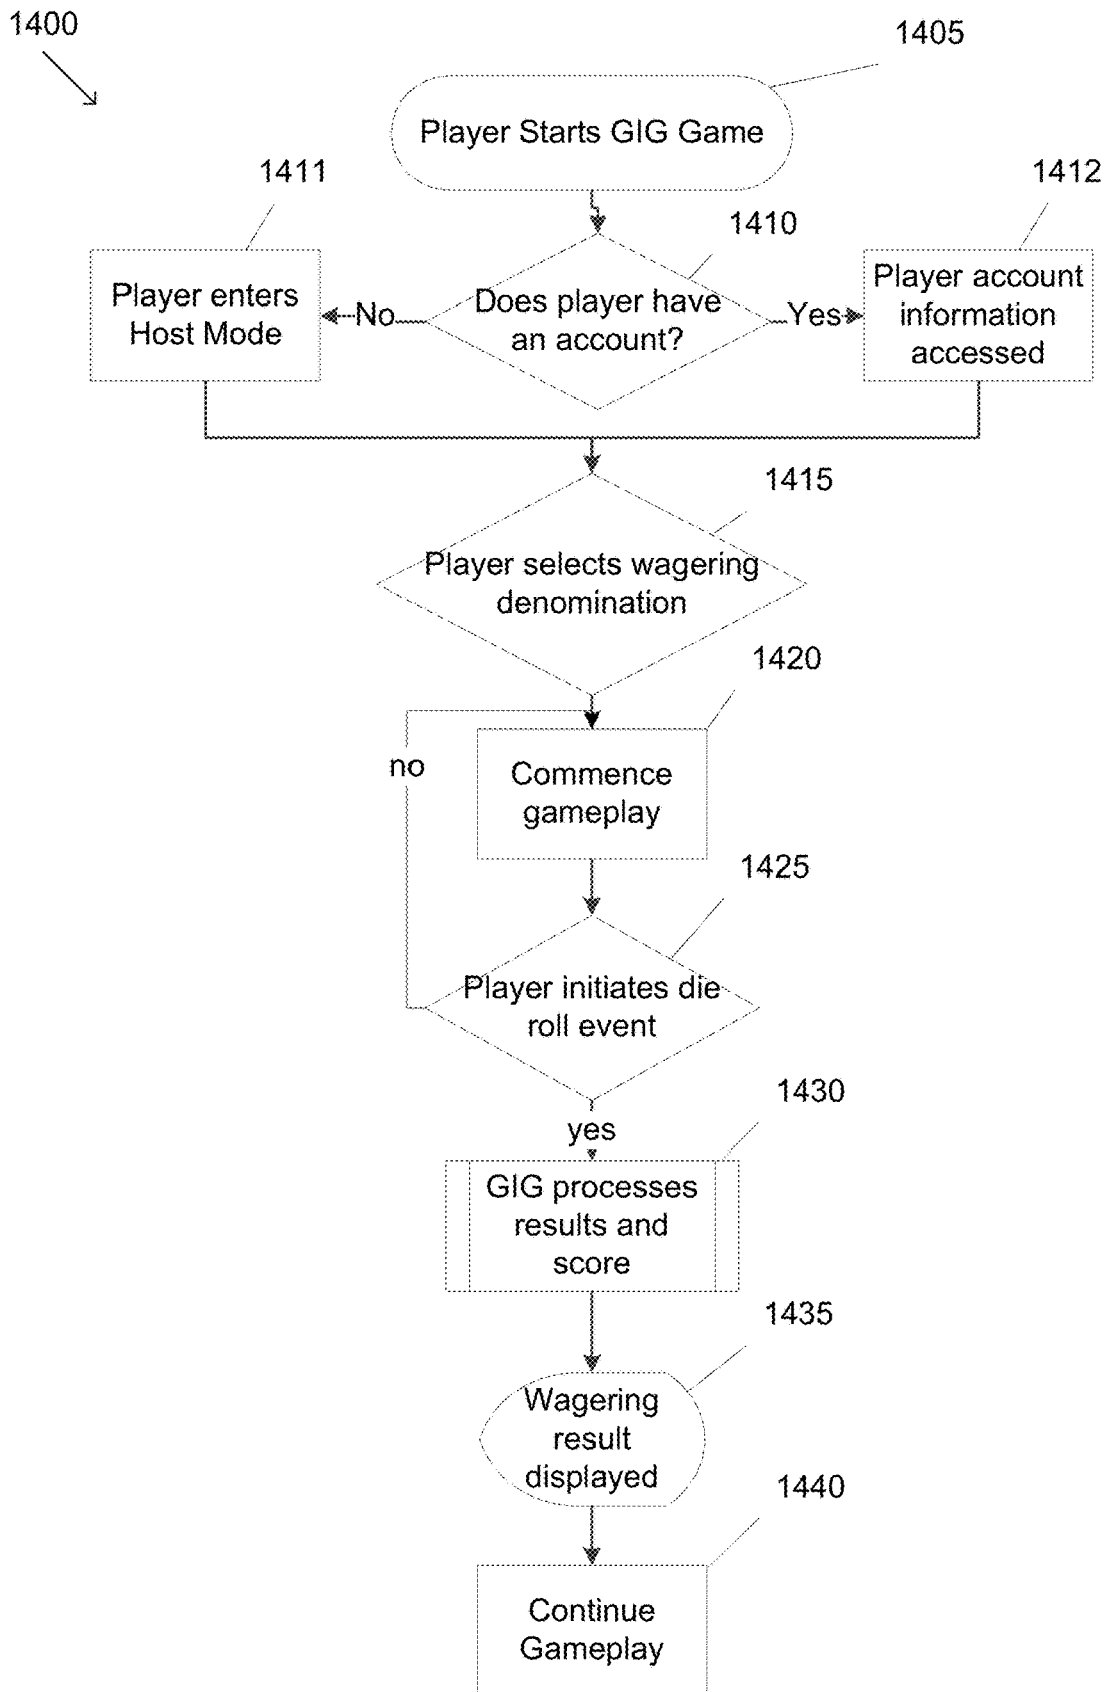 1400
1405
Player Starts GIG Game
1411
1412
1410
Player enters
Host Mode
No
Does player have
an account?
Yes
Player account
information
accessed
1415
Player selects wagering
denomination
1420
no
Commence
gameplay
1425
Player initiates die
roll event
1430
yes
GIG processes
results and
score
1435
Wagering
result
displayed
1440
Continue
Gameplay